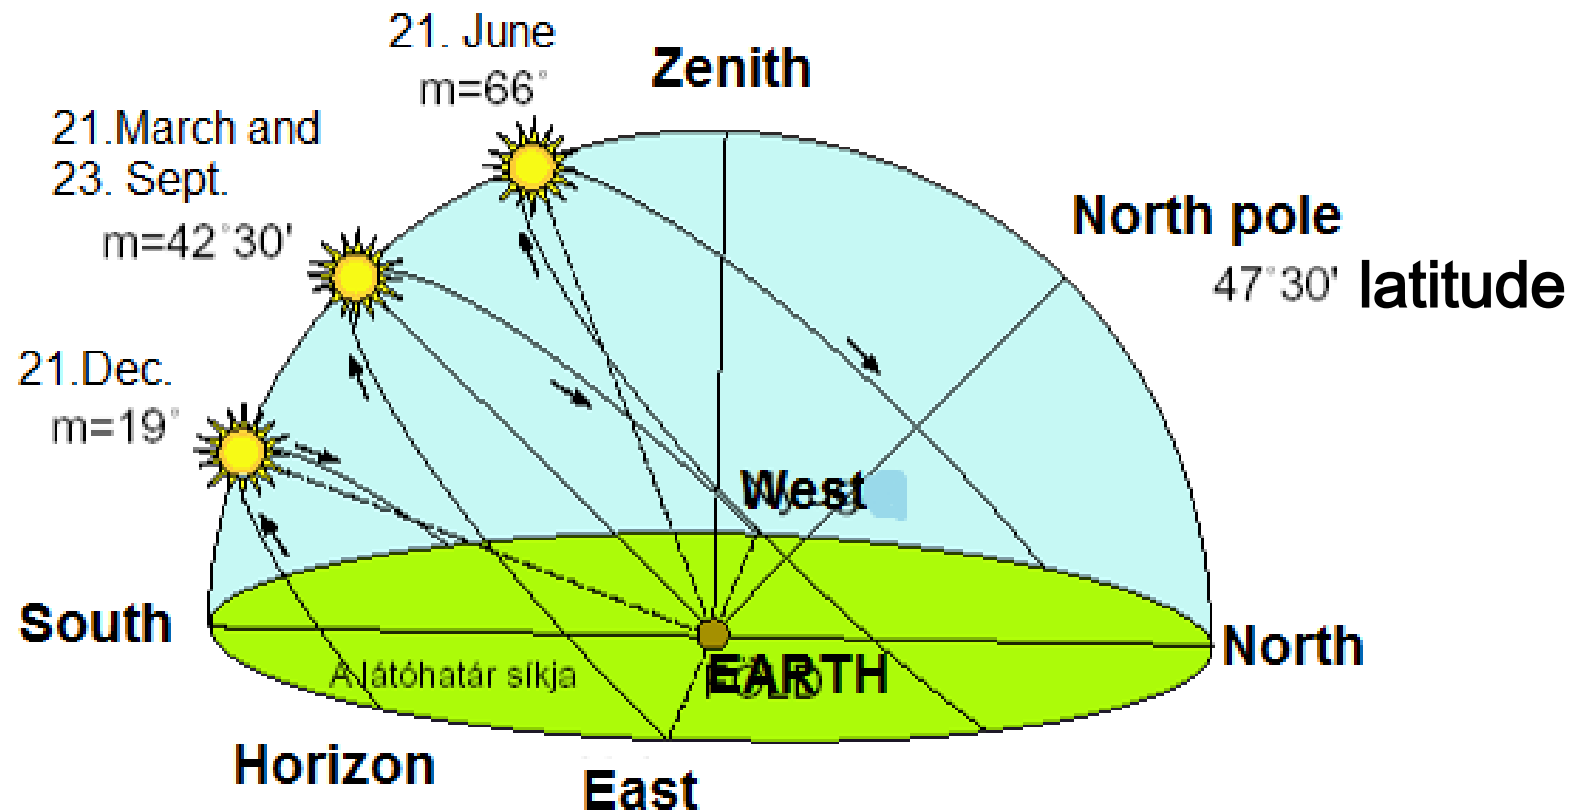 21. June
m=66°
Zenith
21.March and
23. Sept.
m=42°30'
North pole
47°30' latitude
21.Dec.
m=19°
West
South
North
EARTH
A látóhatár síkja
Horizon
East